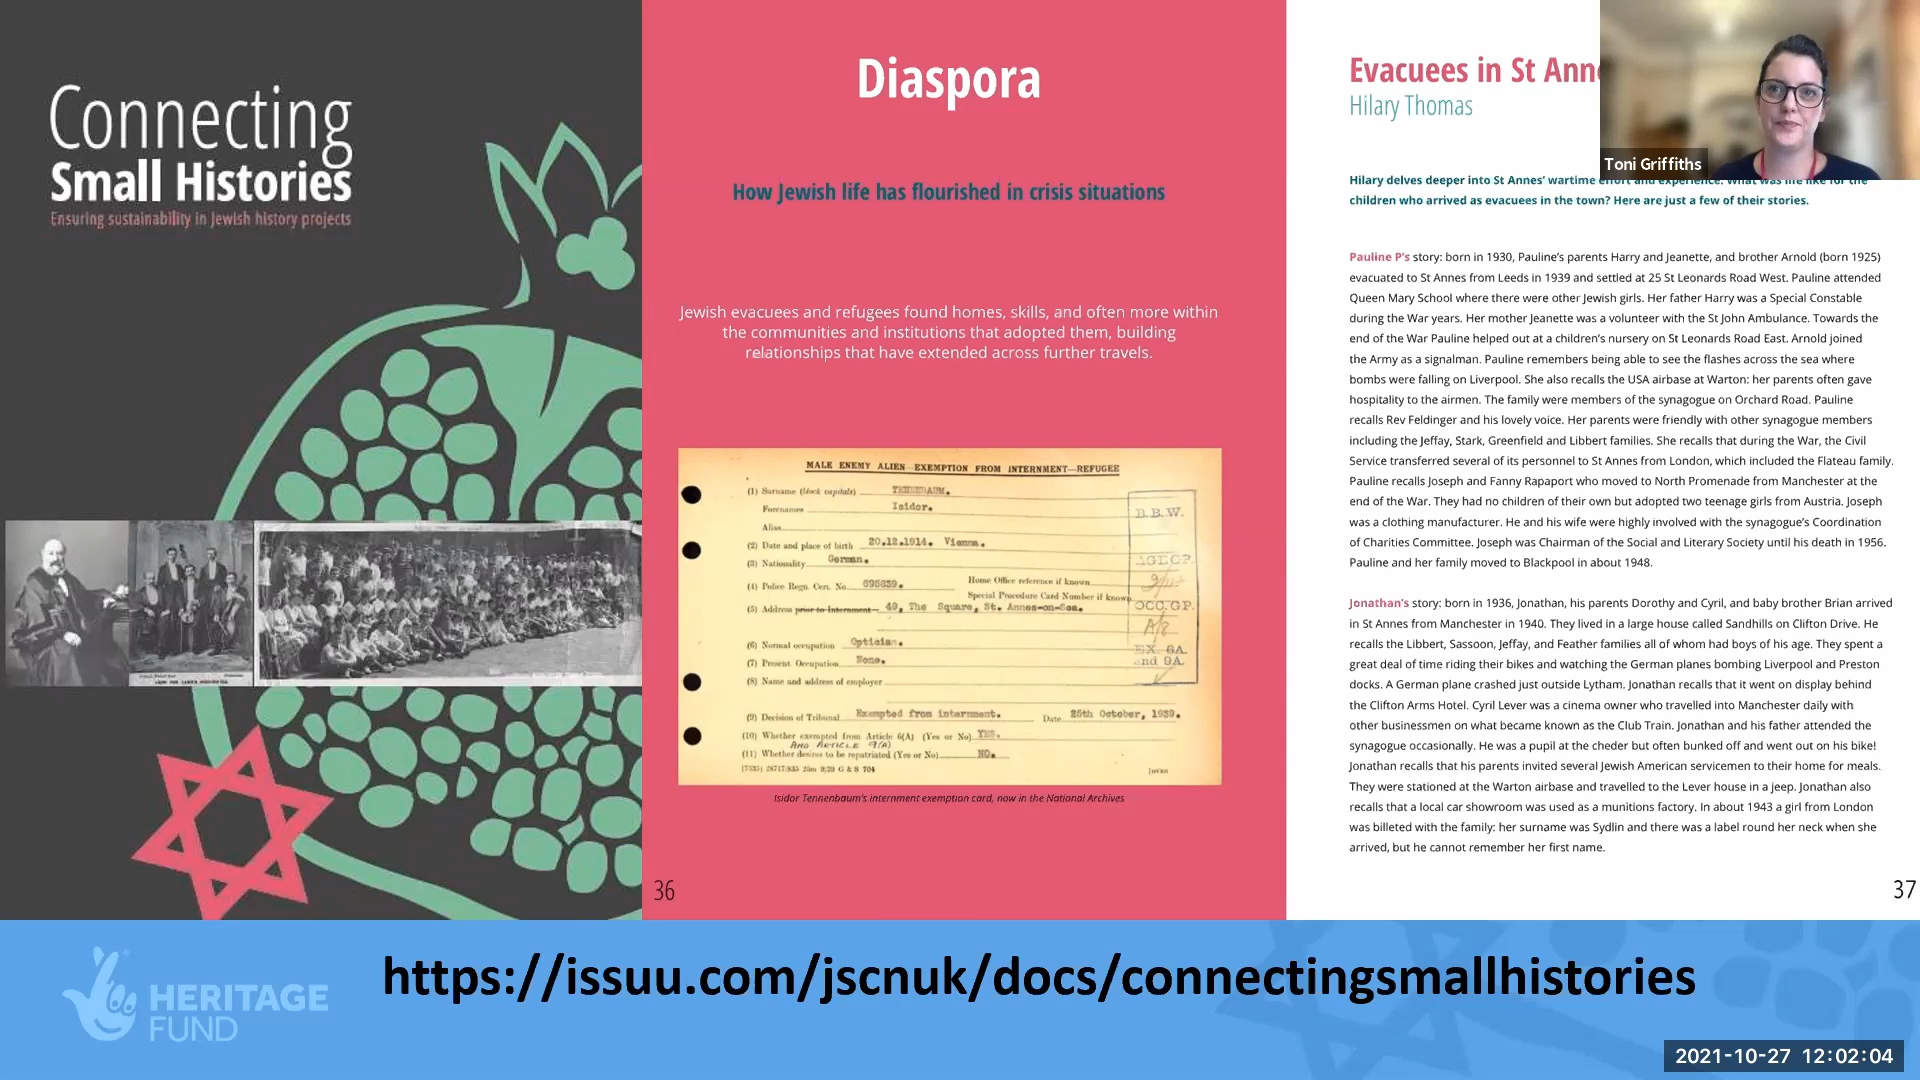 Connecting
Small Histories
Ensuring sustainability in Jewish history projects
Diaspora
How Jewish life has flourished in crisis situations
Jewish evacuees and refugees found homes, skills, and often more within
the communities and institutions that adopted them, building
relationships that have extended across further travels.
MALE ENEMY ALIEN—EXEMPTION FROM INTERNMENT—REFUGEE
(1) Surname (block capitals)
Forenames Isidor.
Alias
(2) Date and place of birth 20.12.1914. Vienna.
(3) Nationality German.
(4) Police Regn. Cert. No. 695839. Home Office reference if known
Special Procedure Card Number if known
(5) Address prior to Internment 49, The Square, St. Annes-on-Sea.
(6) Normal occupation Optician.
(7) Present Occupation None.
(8) Name and address of employer
(9) Decision of Tribunal Exempted from internment. Date 25th October, 1939.
(10) Whether exempted from Article 6(A) (Yes or No) YES.
AND ARTICLE 9(A)
(11) Whether desires to be repatriated (Yes or No) NO.
B.B.W.
OCC.GP.
EX. 6A.
and 9A.
Isidor Tennenbaum's internment exemption card, now in the National Archives
36
Evacuees in St Ann
Hilary Thomas
Hilary delves deeper into St Annes' wartime effort and experience. What was life like for the
children who arrived as evacuees in the town? Here are just a few of their stories.
Pauline P's story: born in 1930, Pauline's parents Harry and Jeanette, and brother Arnold (born 1925)
evacuated to St Annes from Leeds in 1939 and settled at 25 St Leonards Road West. Pauline attended
Queen Mary School where there were other Jewish girls. Her father Harry was a Special Constable
during the War years. Her mother Jeanette was a volunteer with the St John Ambulance. Towards the
end of the War Pauline helped out at a children's nursery on St Leonards Road East. Arnold joined
the Army as a signalman. Pauline remembers being able to see the flashes across the sea where
bombs were falling on Liverpool. She also recalls the USA airbase at Warton: her parents often gave
hospitality to the airmen. The family were members of the synagogue on Orchard Road. Pauline
recalls Rev Feldinger and his lovely voice. Her parents were friendly with other synagogue members
including the Jeffay, Stark, Greenfield and Libbert families. She recalls that during the War, the Civil
Service transferred several of its personnel to St Annes from London, which included the Flateau family.
Pauline recalls Joseph and Fanny Rapaport who moved to North Promenade from Manchester at the
end of the War. They had no children of their own but adopted two teenage girls from Austria. Joseph
was a clothing manufacturer. He and his wife were highly involved with the synagogue's Coordination
of Charities Committee. Joseph was Chairman of the Social and Literary Society until his death in 1956.
Pauline and her family moved to Blackpool in about 1948.
Jonathan's story: born in 1936, Jonathan, his parents Dorothy and Cyril, and baby brother Brian arrived
in St Annes from Manchester in 1940. They lived in a large house called Sandhills on Clifton Drive. He
recalls the Libbert, Sassoon, Jeffay, and Feather families all of whom had boys of his age. They spent a
great deal of time riding their bikes and watching the German planes bombing Liverpool and Preston
docks. A German plane crashed just outside Lytham. Jonathan recalls that it went on display behind
the Clifton Arms Hotel. Cyril Lever was a cinema owner who travelled into Manchester daily with
other businessmen on what became known as the Club Train. Jonathan and his father attended the
synagogue occasionally. He was a pupil at the cheder but often bunked off and went out on his bike!
Jonathan recalls that his parents invited several Jewish American servicemen to their home for meals.
They were stationed at the Warton airbase and travelled to the Lever house in a jeep. Jonathan also
recalls that a local car showroom was used as a munitions factory. In about 1943 a girl from London
was billeted with the family: her surname was Sydlin and there was a label round her neck when she
arrived, but he cannot remember her first name.
37
Toni Griffiths
HERITAGE
FUND
https://issuu.com/jscnuk/docs/connectingsmallhistories
2021-10-27 12:02:04